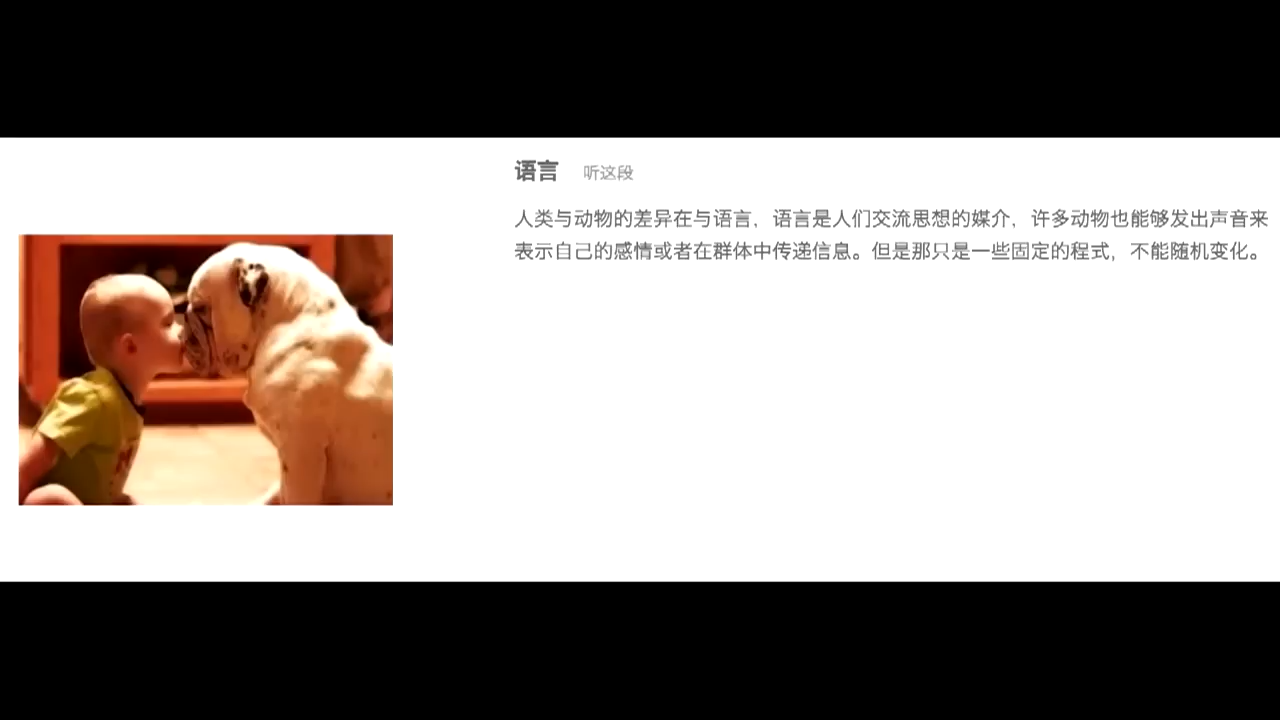 语言 听这段
人类与动物的差异在与语言，语言是人们交流思想的媒介，许多动物也能够发出声音来
表示自己的感情或者在群体中传递信息。但是那只是一些固定的程式，不能随机变化。